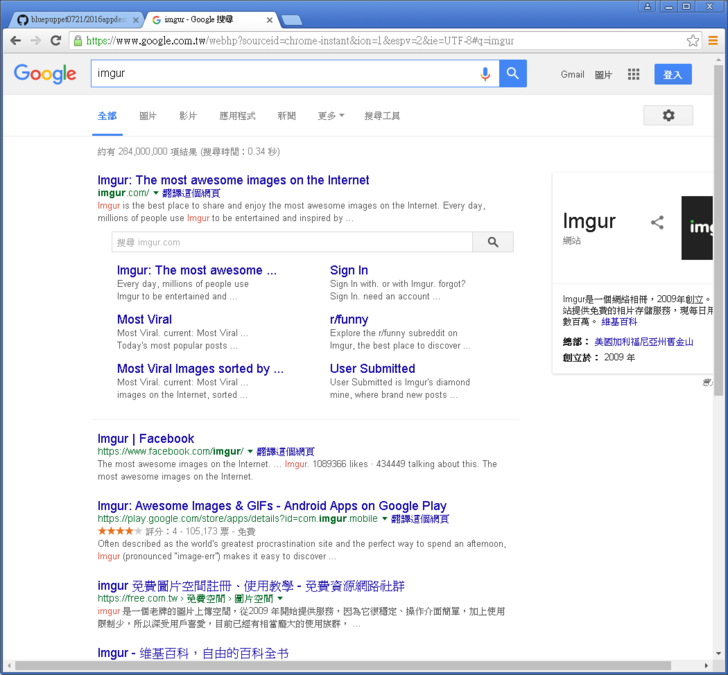 bluepuppet0721/2016appdes
imgur - Google 搜尋
https://www.google.com.tw/webhp?sourceid=chrome-instant&ion=1&espv=2&ie=UTF-8#q=imgur
Google
imgur
Gmail 圖片 登入
全部 圖片 影片 應用程式 新聞 更多 搜尋工具
約有 284,000,000 項結果 (搜尋時間：0.34 秒)
Imgur: The most awesome images on the Internet
imgur.com/ 翻譯這個網頁
Imgur is the best place to share and enjoy the most awesome images on the Internet. Every day,
millions of people use Imgur to be entertained and inspired by ...
搜尋 imgur.com
Imgur: The most awesome ...
Every day, millions of people use
Imgur to be entertained and ...
Sign In
Sign In with. or with Imgur. forgot?
Sign In. need an account ...
Most Viral
Most Viral. current: Most Viral ...
Today's most popular posts ...
r/funny
Explore the r/funny subreddit on
Imgur, the best place to discover ...
Most Viral Images sorted by ...
Most Viral. current: Most Viral ...
images on the Internet, sorted ...
User Submitted
User Submitted is Imgur's diamond
mine, where brand new posts ...
Imgur | Facebook
https://www.facebook.com/imgur/ 翻譯這個網頁
The most awesome images on the Internet. ... Imgur. 1089366 likes · 434449 talking about this. The
most awesome images on the Internet.
Imgur: Awesome Images & GIFs - Android Apps on Google Play
https://play.google.com/store/apps/details?id=com.imgur.mobile 翻譯這個網頁
★★★★★ 評分：4 - 105,173 票 - 免費
Often described as the world's greatest procrastination site and the perfect way to spend an afternoon,
Imgur (pronounced "image-err") makes it easy to discover ...
imgur 免費圖片空間註冊、使用教學 - 免費資源網路社群
https://free.com.tw › 免費空間 › 圖片空間
imgur 是一個老牌的圖片上傳空間，從2009 年開始提供服務，因為它很穩定、操作介面簡單，加上使用
限制少，所以深受用戶喜愛，目前已經有相當龐大的使用族群， ...
Imgur - 维基百科，自由的百科全书
Imgur
網站
img
Imgur是一個網絡相冊，2009年創立。
站提供免費的相片存儲服務，現每日用
數百萬。 維基百科
總部： 美國加利福尼亞州舊金山
創立於： 2009 年